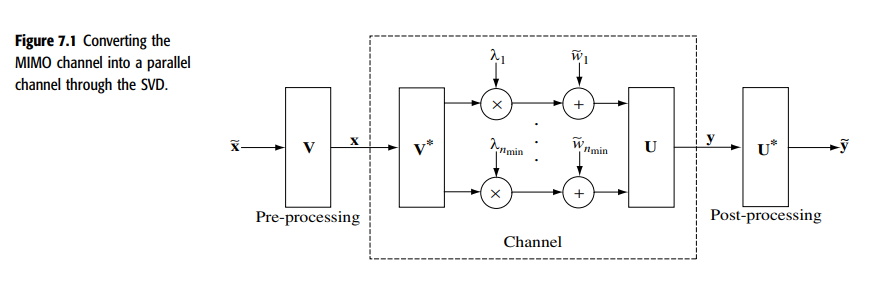 Figure 7.1 Converting the
MIMO channel into a parallel
channel through the SVD.
λ₁ w̃₁
× +
x̃ V x V* λₙₘᵢₙ . . . w̃ₙₘᵢₙ U y U* ỹ
× +
Pre-processing Post-processing
Channel